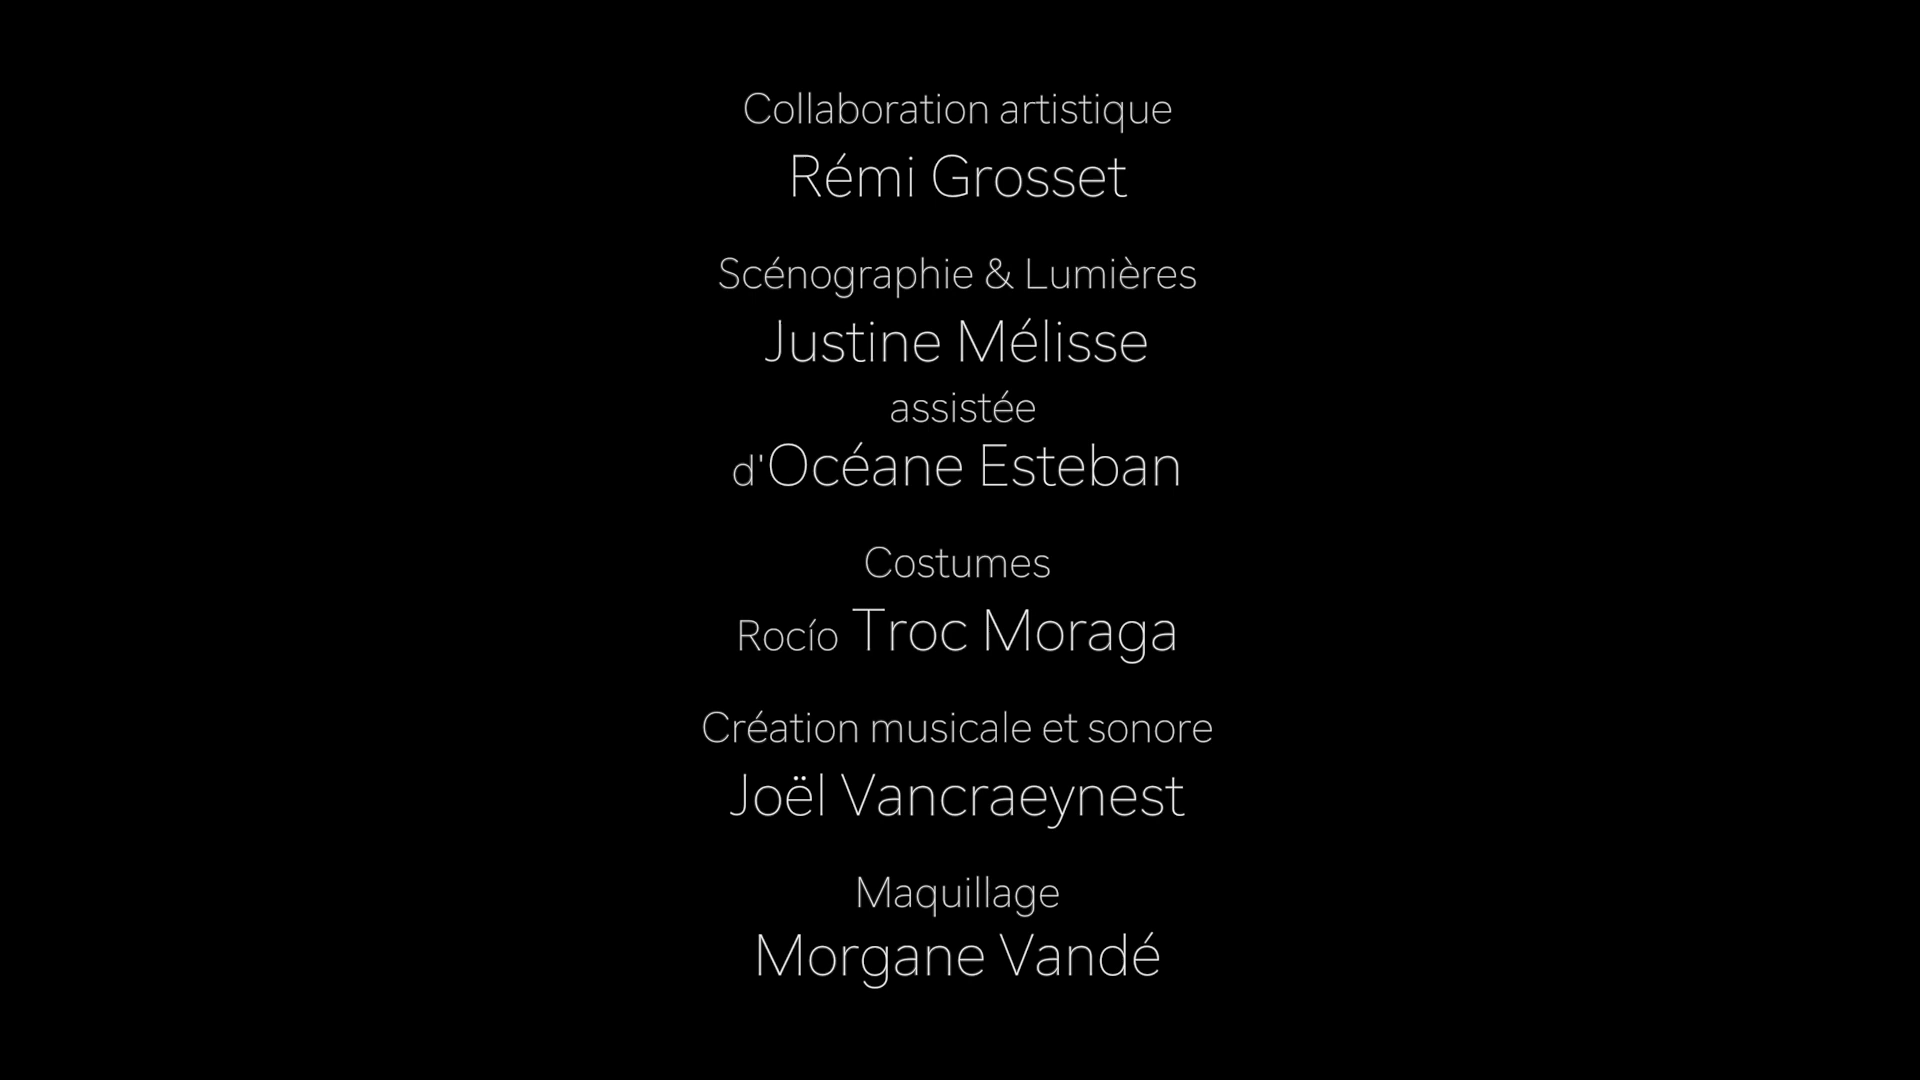 Collaboration artistique
Rémi Grosset
Scénographie & Lumières
Justine Mélisse
assistée
d'Océane Esteban
Costumes
Rocío Troc Moraga
Création musicale et sonore
Joël Vancraeynest
Maquillage
Morgane Vandé